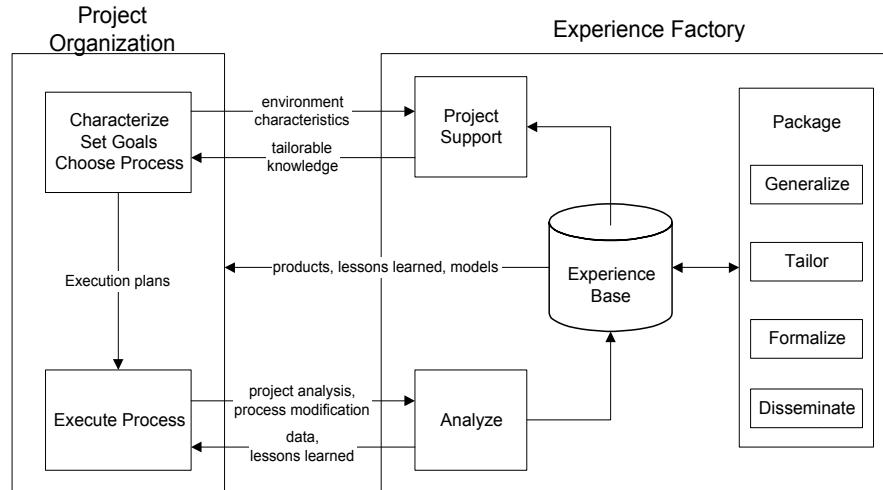 Project
Organization
Experience Factory
Characterize
Set Goals
Choose Process
environment
characteristics
tailorable
knowledge
Project
Support
Package
Generalize
Tailor
Formalize
Disseminate
Execution plans
products, lessons learned, models
Experience
Base
Execute Process
project analysis,
process modification
data,
lessons learned
Analyze